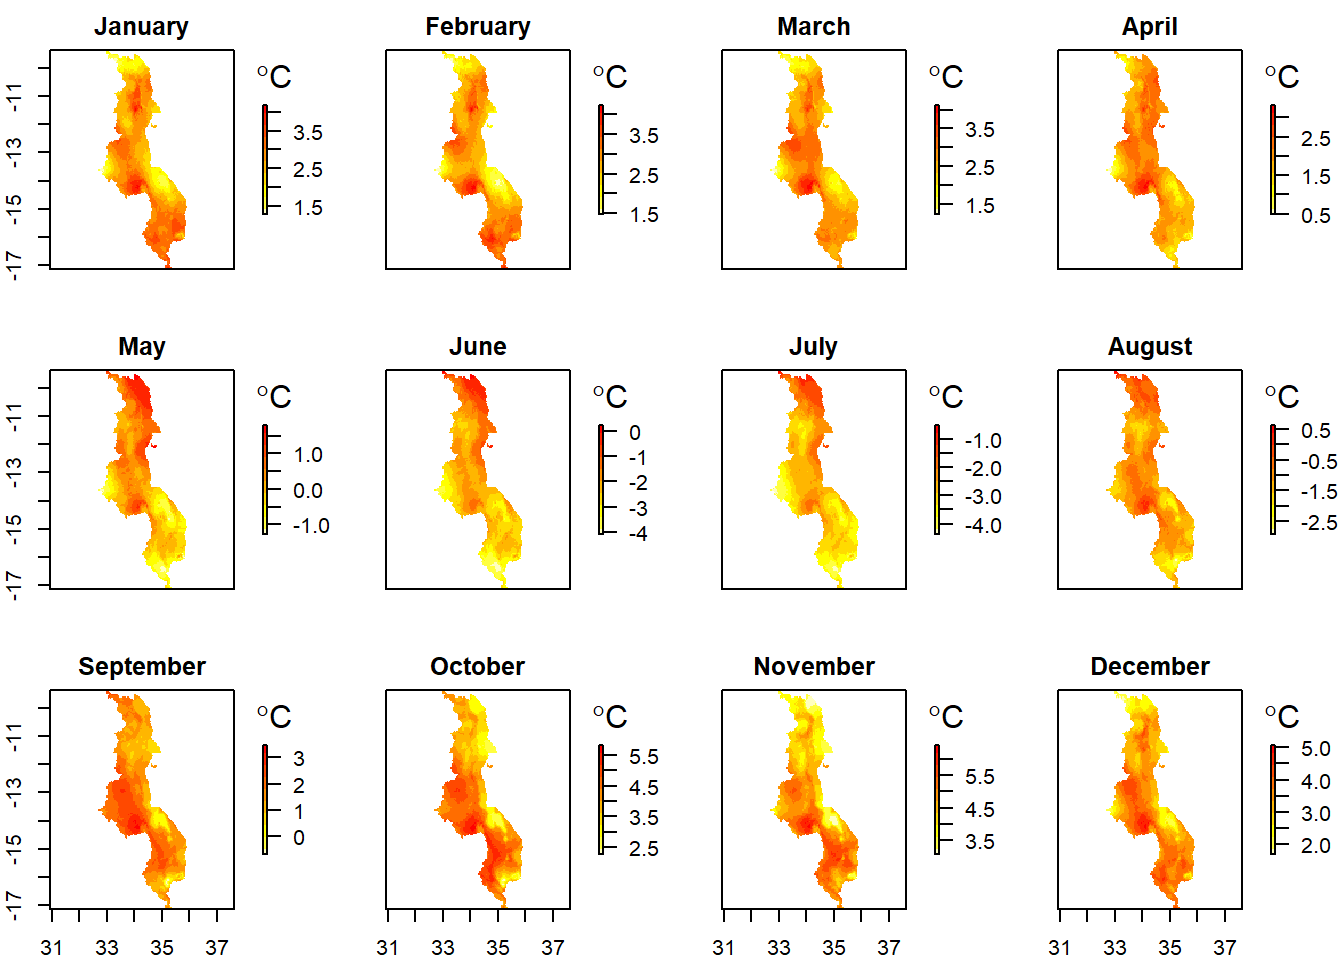 January February March April
°C °C °C °C
-11 -13 -15 -17
3.5 2.5 1.5
3.5 2.5 1.5
3.5 2.5 1.5
2.5 1.5 0.5
May June July August
°C °C °C °C
-11 -13 -15 -17
1.0 0.0 -1.0
0 -1 -2 -3 -4
-1.0 -2.0 -3.0 -4.0
0.5 -0.5 -1.5 -2.5
September October November December
°C °C °C °C
-11 -13 -15 -17
3 2 1 0
5.5 4.5 3.5 2.5
5.5 4.5 3.5
5.0 4.0 3.0 2.0
31 33 35 37 31 33 35 37 31 33 35 37 31 33 35 37